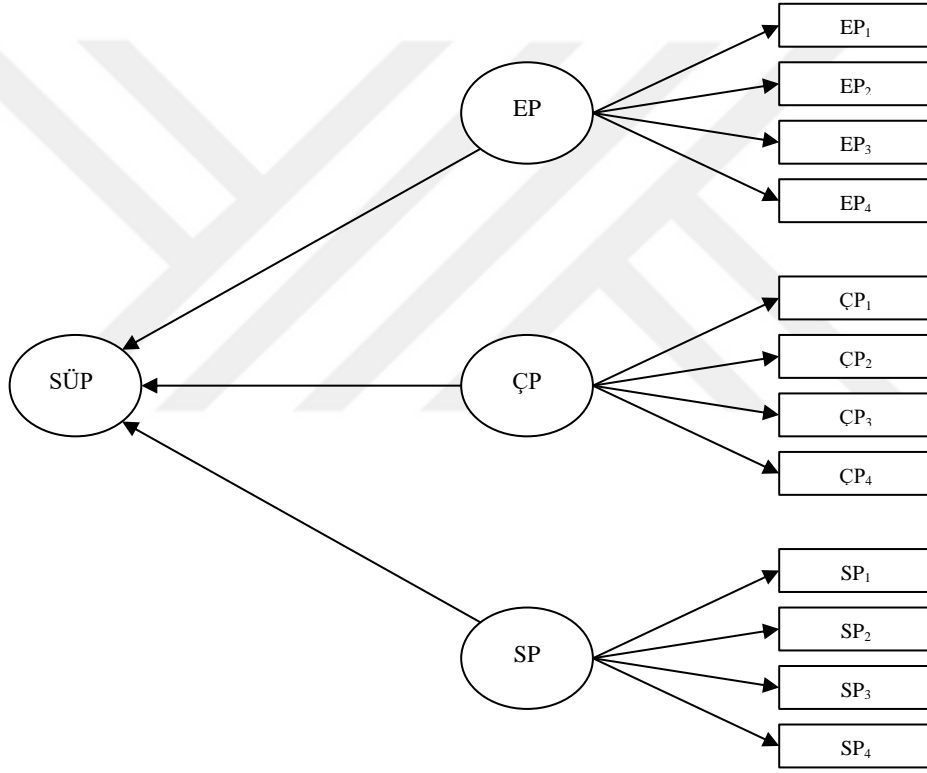 EP₁
EP₂
EP₃
EP₄
EP
ÇP₁
ÇP₂
ÇP₃
ÇP₄
ÇP
SÜP
SP₁
SP₂
SP₃
SP₄
SP